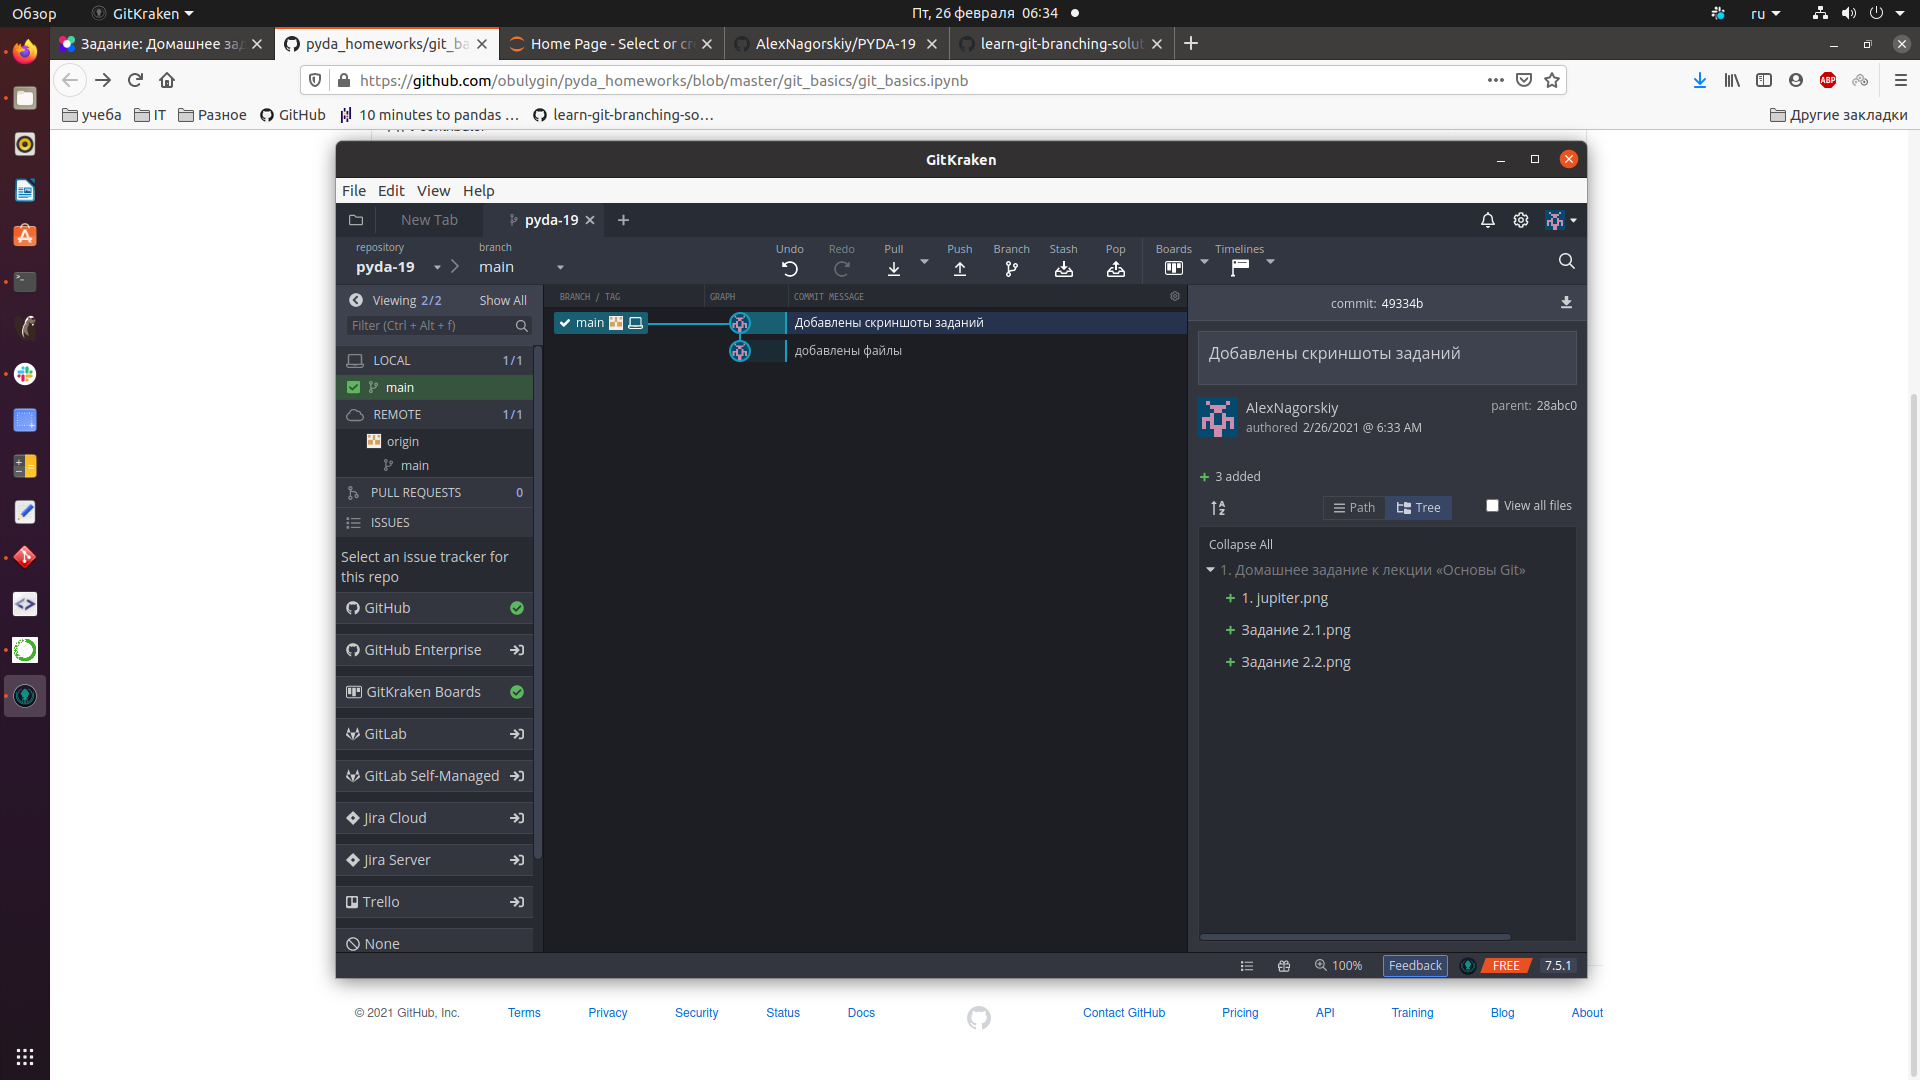 Обзор
GitKraken
Пт, 26 февраля 06:34
ru
Задание: Домашнее зад
pyda_homeworks/git_ba
Home Page - Select or cr
AlexNagorskiy/PYDA-19
learn-git-branching-solut
https://github.com/obulygin/pyda_homeworks/blob/master/git_basics/git_basics.ipynb
ABP
учеба
IT
Разное
GitHub
10 minutes to pandas …
learn-git-branching-so…
Другие закладки
GitKraken
File Edit View Help
New Tab
pyda-19
repository
pyda-19
branch
main
Undo
Redo
Pull
Push
Branch
Stash
Pop
Boards
Timelines
Viewing 2/2
Show All
Filter (Ctrl + Alt + f)
LOCAL 1/1
main
REMOTE 1/1
origin
main
PULL REQUESTS 0
ISSUES
Select an issue tracker for
this repo
GitHub
GitHub Enterprise
GitKraken Boards
GitLab
GitLab Self-Managed
Jira Cloud
Jira Server
Trello
None
BRANCH / TAG
GRAPH
COMMIT MESSAGE
main
Добавлены скриншоты заданий
добавлены файлы
commit: 49334b
Добавлены скриншоты заданий
AlexNagorskiy
authored 2/26/2021 @ 6:33 AM
parent: 28abc0
3 added
Path
Tree
View all files
Collapse All
1. Домашнее задание к лекции «Основы Git»
1. jupiter.png
Задание 2.1.png
Задание 2.2.png
100%
Feedback
FREE
7.5.1
© 2021 GitHub, Inc.
Terms
Privacy
Security
Status
Docs
Contact GitHub
Pricing
API
Training
Blog
About